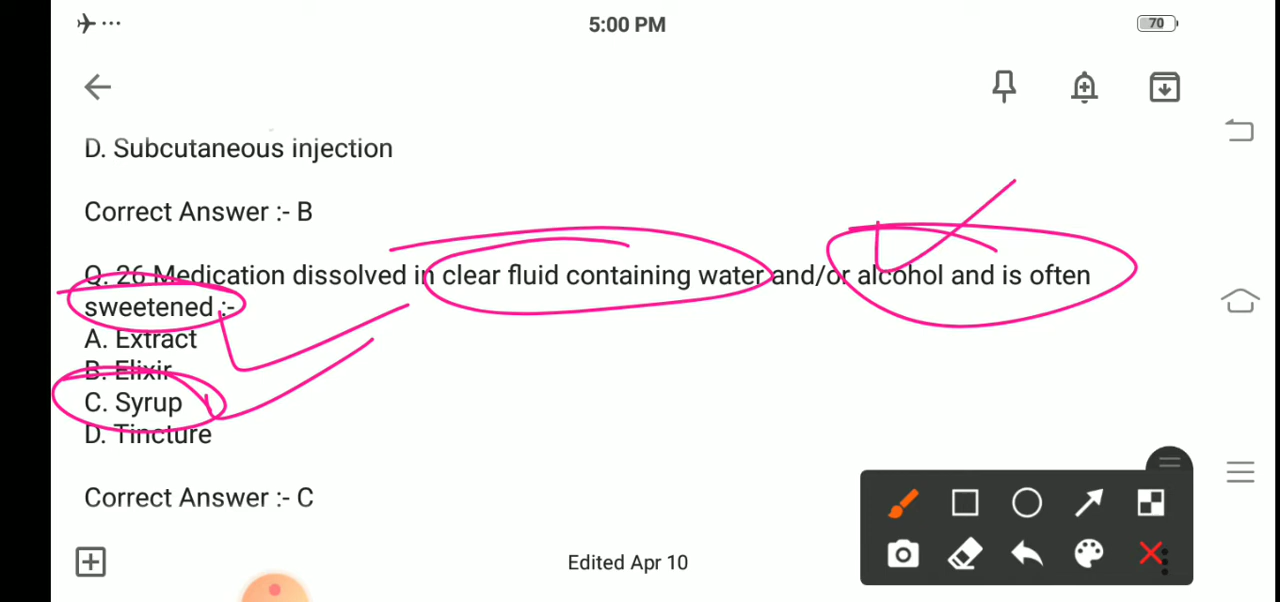 5:00 PM
70
D. Subcutaneous injection
Correct Answer :- B
Q. 26 Medication dissolved in clear fluid containing water and/or alcohol and is often
sweetened :-
A. Extract
B. Elixir
C. Syrup
D. Tincture
Correct Answer :- C
Edited Apr 10